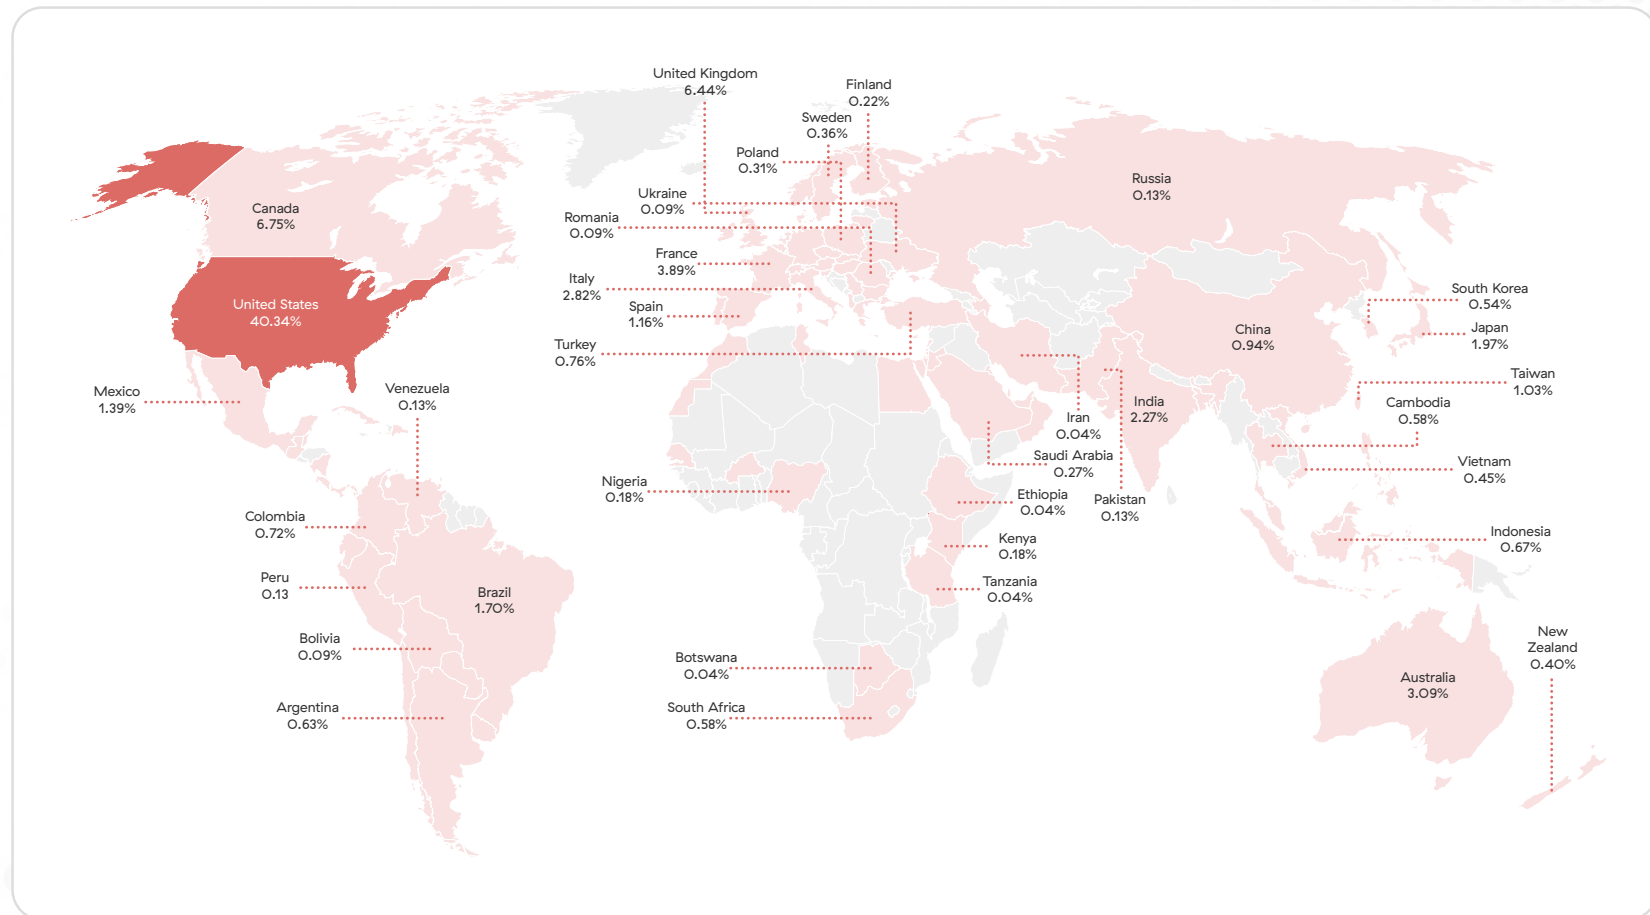 United Kingdom
6.44%
Finland
0.22%
Sweden
0.36%
Poland
0.31%
Ukraine
0.09%
Romania
0.09%
France
3.89%
Italy
2.82%
Spain
1.16%
Turkey
0.76%
Russia
0.13%
Canada
6.75%
United States
40.34%
Mexico
1.39%
Venezuela
0.13%
Colombia
0.72%
Peru
0.13
Brazil
1.70%
Bolivia
0.09%
Argentina
0.63%
Nigeria
0.18%
Botswana
0.04%
South Africa
0.58%
Ethiopia
0.04%
Kenya
0.18%
Tanzania
0.04%
Saudi Arabia
0.27%
Iran
0.04%
Pakistan
0.13%
India
2.27%
China
0.94%
South Korea
0.54%
Japan
1.97%
Taiwan
1.03%
Cambodia
0.58%
Vietnam
0.45%
Indonesia
0.67%
Australia
3.09%
New
Zealand
0.40%